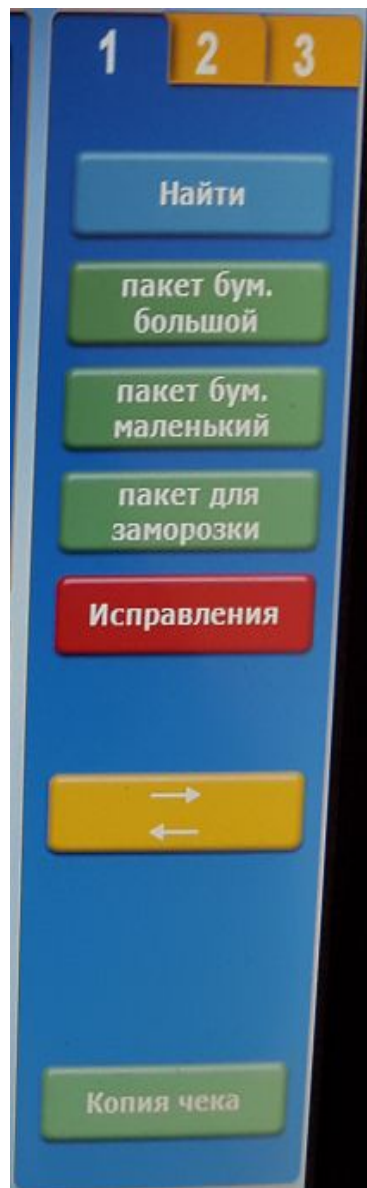 1 2 3
Найти
пакет бум.
большой
пакет бум.
маленький
пакет для
заморозки
Исправления
→
←
Копия чека